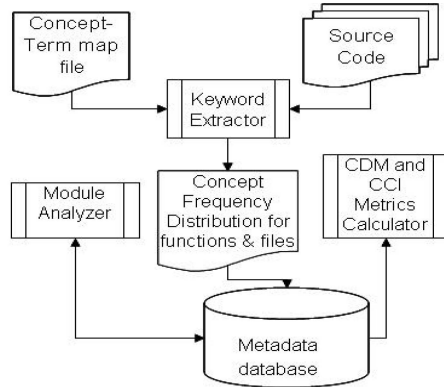 Concept-
Term map
file
Source
Code
Keyword
Extractor
Module
Analyzer
Concept
Frequency
Distribution for
functions & files
CDM and
CCI
Metrics
Calculator
Metadata
database